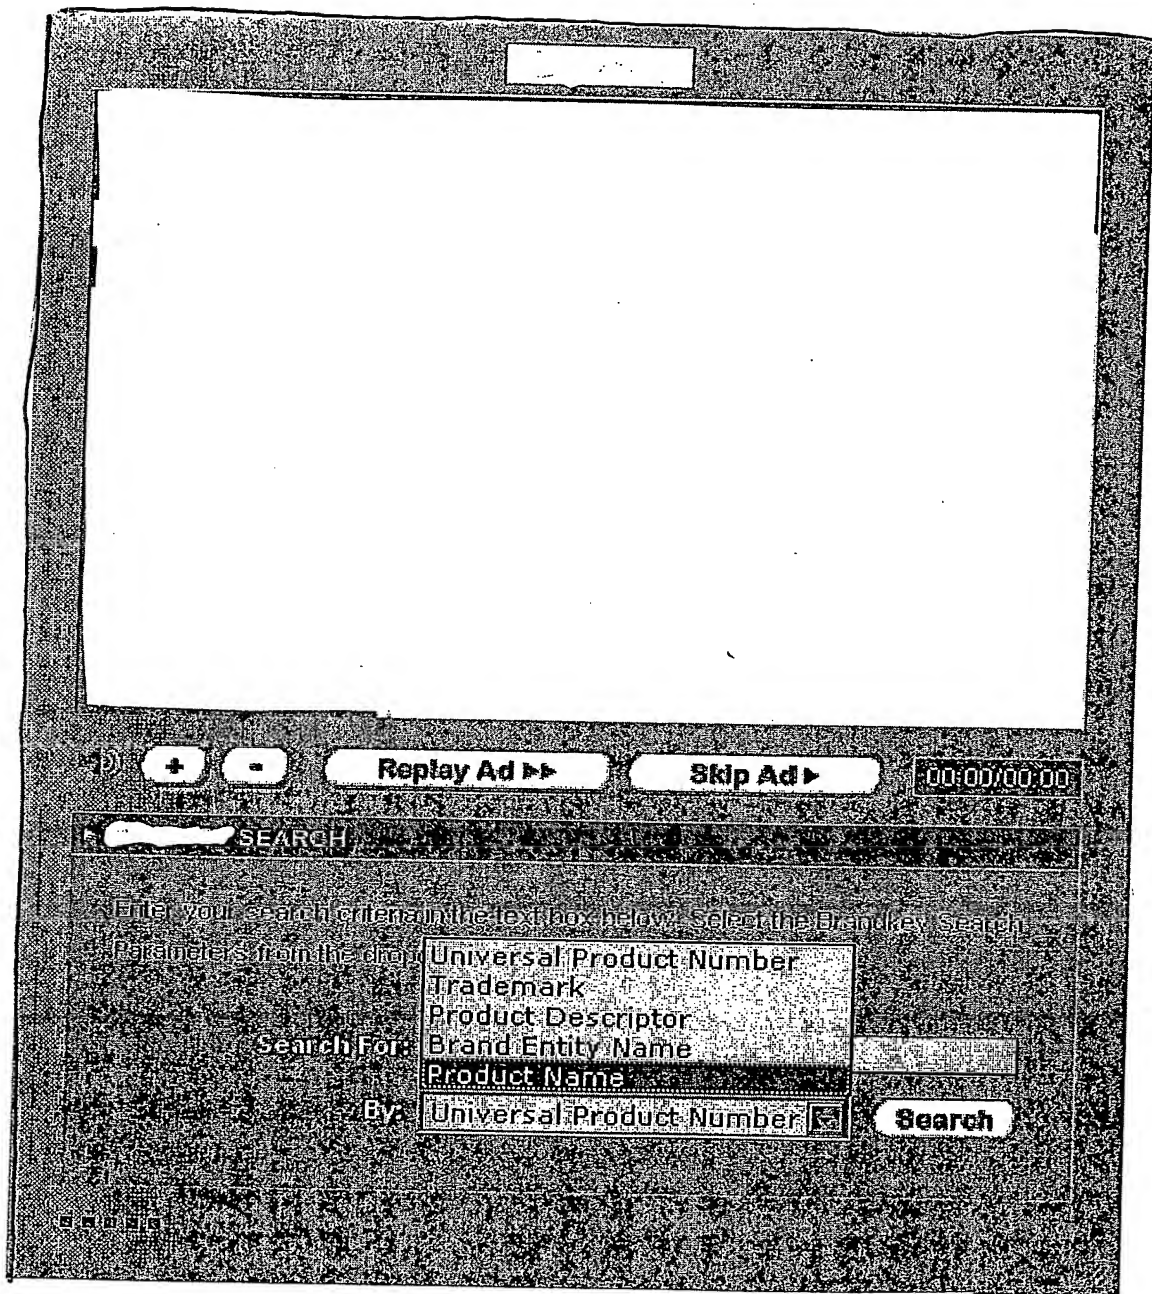 + - Replay Ad ▶▶ Skip Ad ▶ 00:00/00:00
SEARCH
Enter your search criteria in the text box below. Select the Brandkey Search
Parameters from the
Universal Product Number
Trademark
Product Descriptor
Search For: Brand Entity Name
Product Name
By: Universal Product Number Search